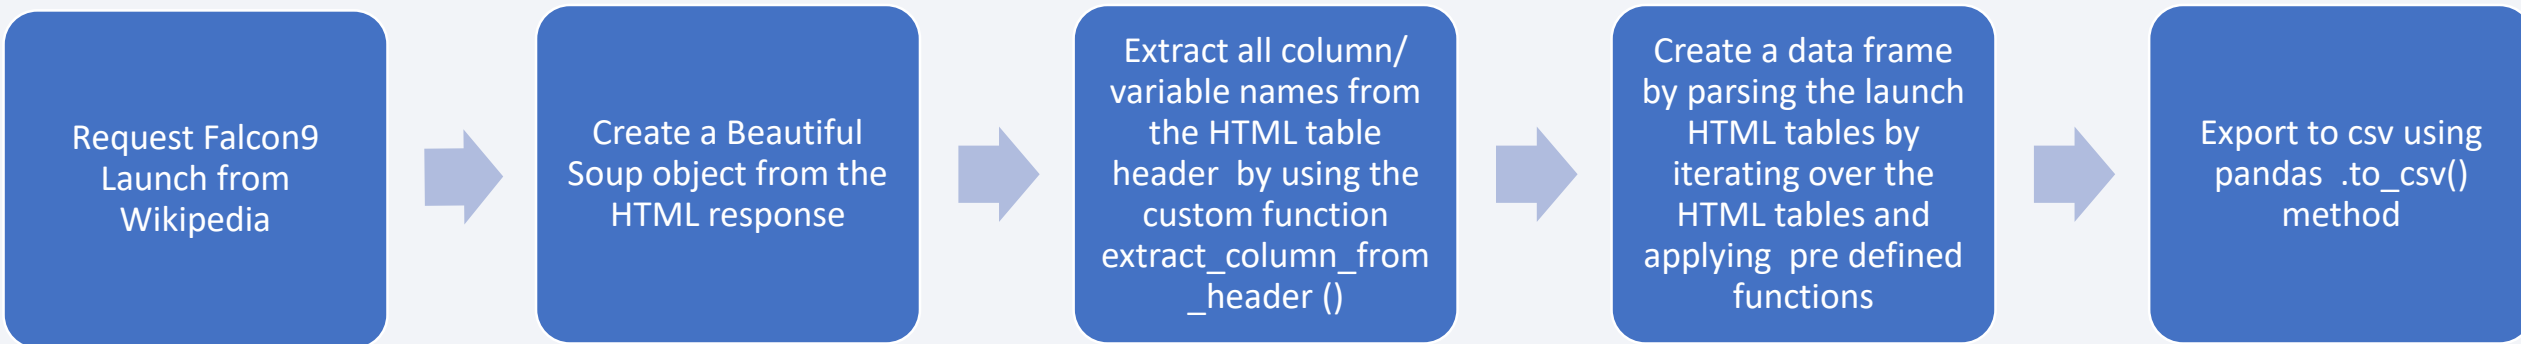 Request Falcon9
Launch from
Wikipedia
Create a Beautiful
Soup object from the
HTML response
Extract all column/
variable names from
the HTML table
header  by using the
custom function
extract_column_from
_header ()
Create a data frame
by parsing the launch
HTML tables by
iterating over the
HTML tables and
applying  pre defined
functions
Export to csv using
pandas  .to_csv()
method